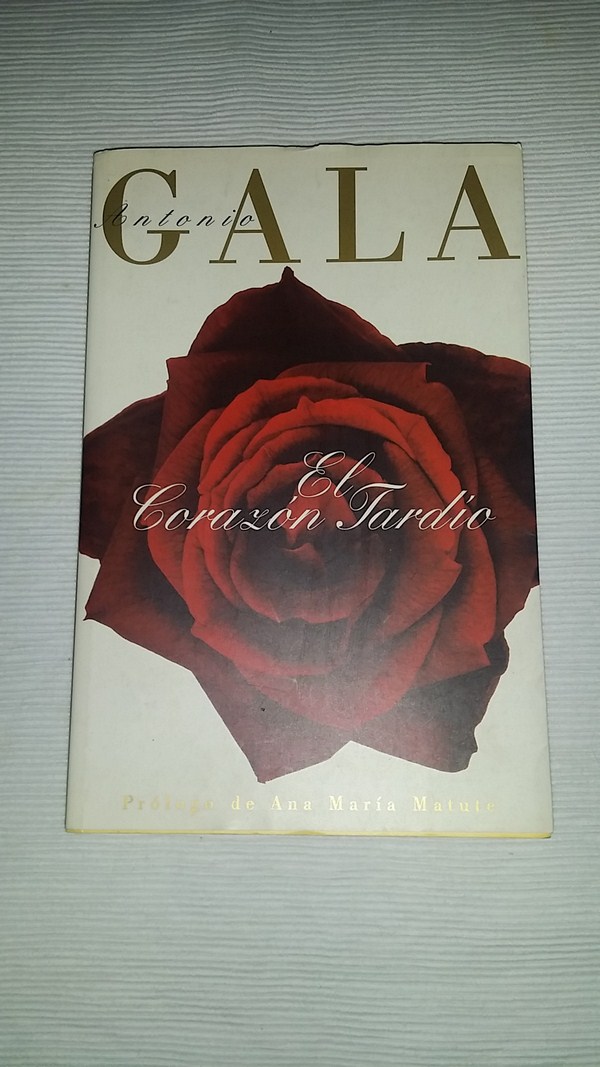 Antonio
GALA
El
Corazón Tardío
Prólogo de Ana María Matute